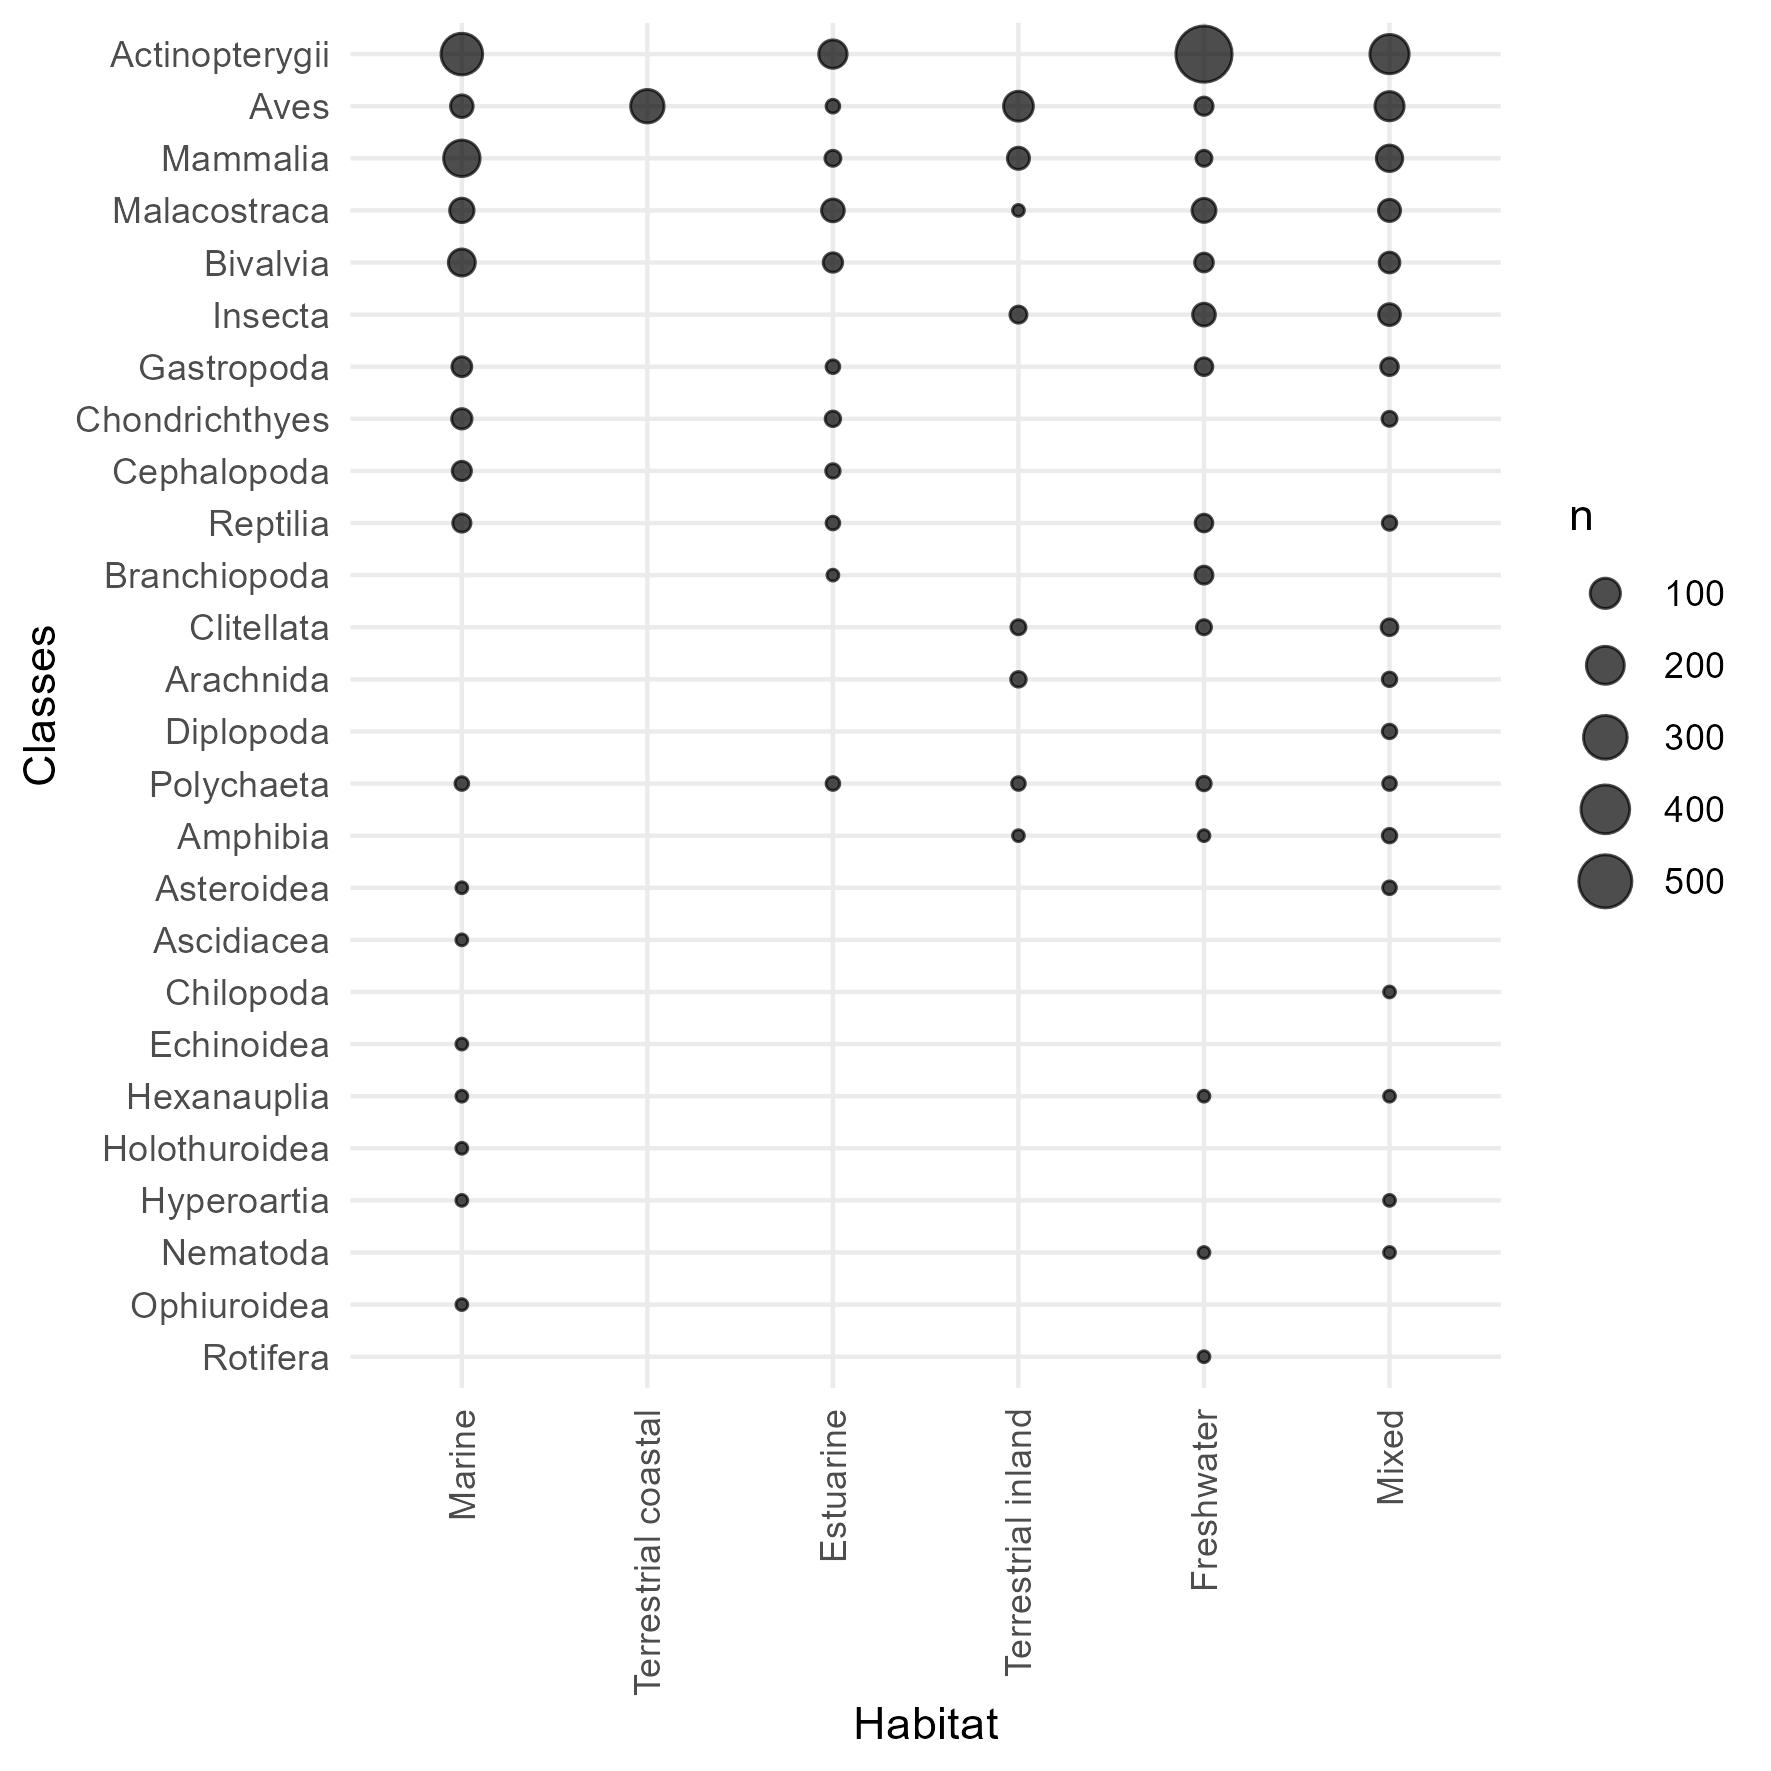 Classes
Actinopterygii
Aves
Mammalia
Malacostraca
Bivalvia
Insecta
Gastropoda
Chondrichthyes
Cephalopoda
Reptilia
Branchiopoda
Clitellata
Arachnida
Diplopoda
Polychaeta
Amphibia
Asteroidea
Ascidiacea
Chilopoda
Echinoidea
Hexanauplia
Holothuroidea
Hyperoartia
Nematoda
Ophiuroidea
Rotifera
Marine
Terrestrial coastal
Estuarine
Terrestrial inland
Freshwater
Mixed
Habitat
n
100
200
300
400
500